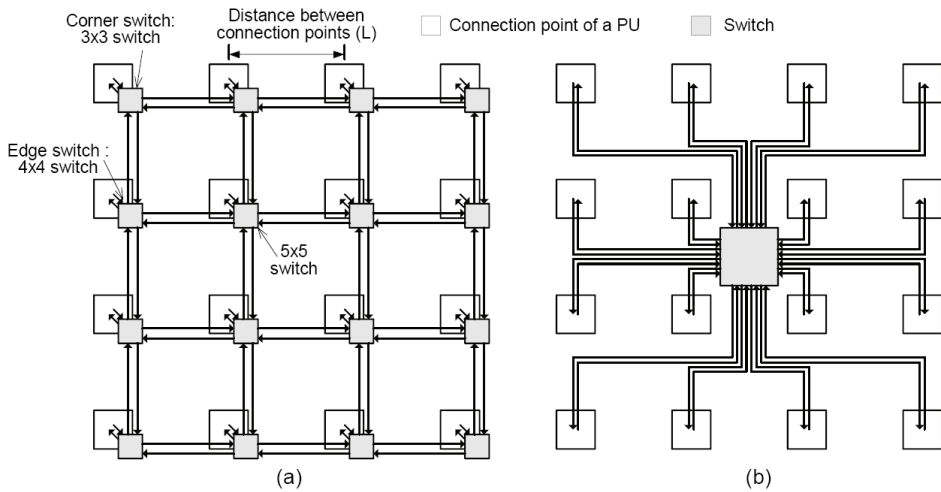 Corner switch:
3x3 switch
Distance between
connection points (L)
Connection point of a PU
Switch
Edge switch :
4x4 switch
5x5
switch
(a)
(b)